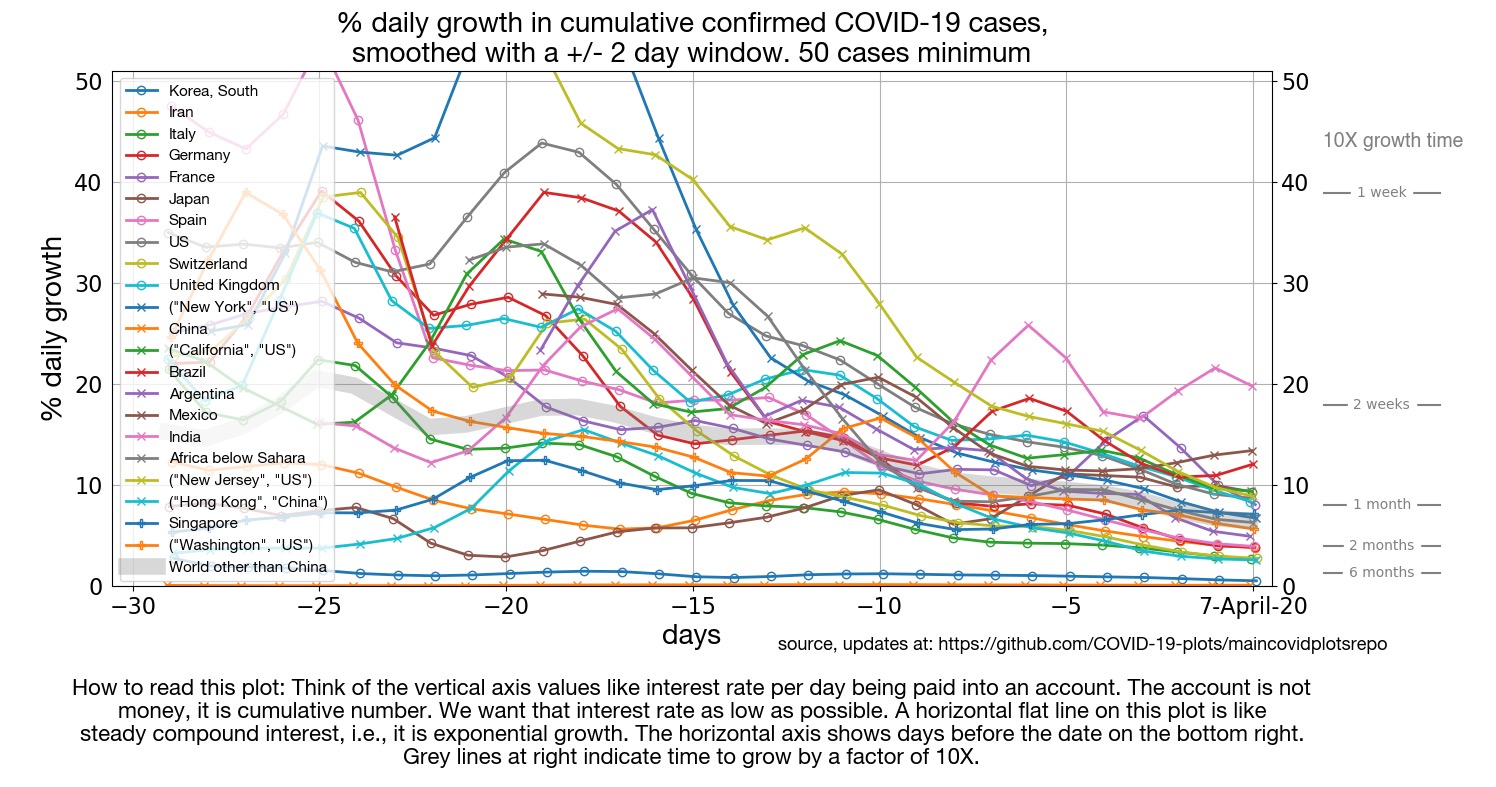 % daily growth in cumulative confirmed COVID-19 cases,
smoothed with a +/- 2 day window. 50 cases minimum
% daily growth
50
40
30
20
10
0
Korea, South
Iran
Italy
Germany
France
Japan
Spain
US
Switzerland
United Kingdom
("New York", "US")
China
("California", "US")
Brazil
Argentina
Mexico
India
Africa below Sahara
("New Jersey", "US")
("Hong Kong", "China")
Singapore
("Washington", "US")
World other than China
50
40
30
20
10
0
10X growth time
1 week
2 weeks
1 month
2 months
6 months
−30
−25
−20
−15
−10
−5
7-April-20
days
source, updates at: https://github.com/COVID-19-plots/maincovidplotsrepo
How to read this plot: Think of the vertical axis values like interest rate per day being paid into an account. The account is not
money, it is cumulative number. We want that interest rate as low as possible. A horizontal flat line on this plot is like
steady compound interest, i.e., it is exponential growth. The horizontal axis shows days before the date on the bottom right.
Grey lines at right indicate time to grow by a factor of 10X.